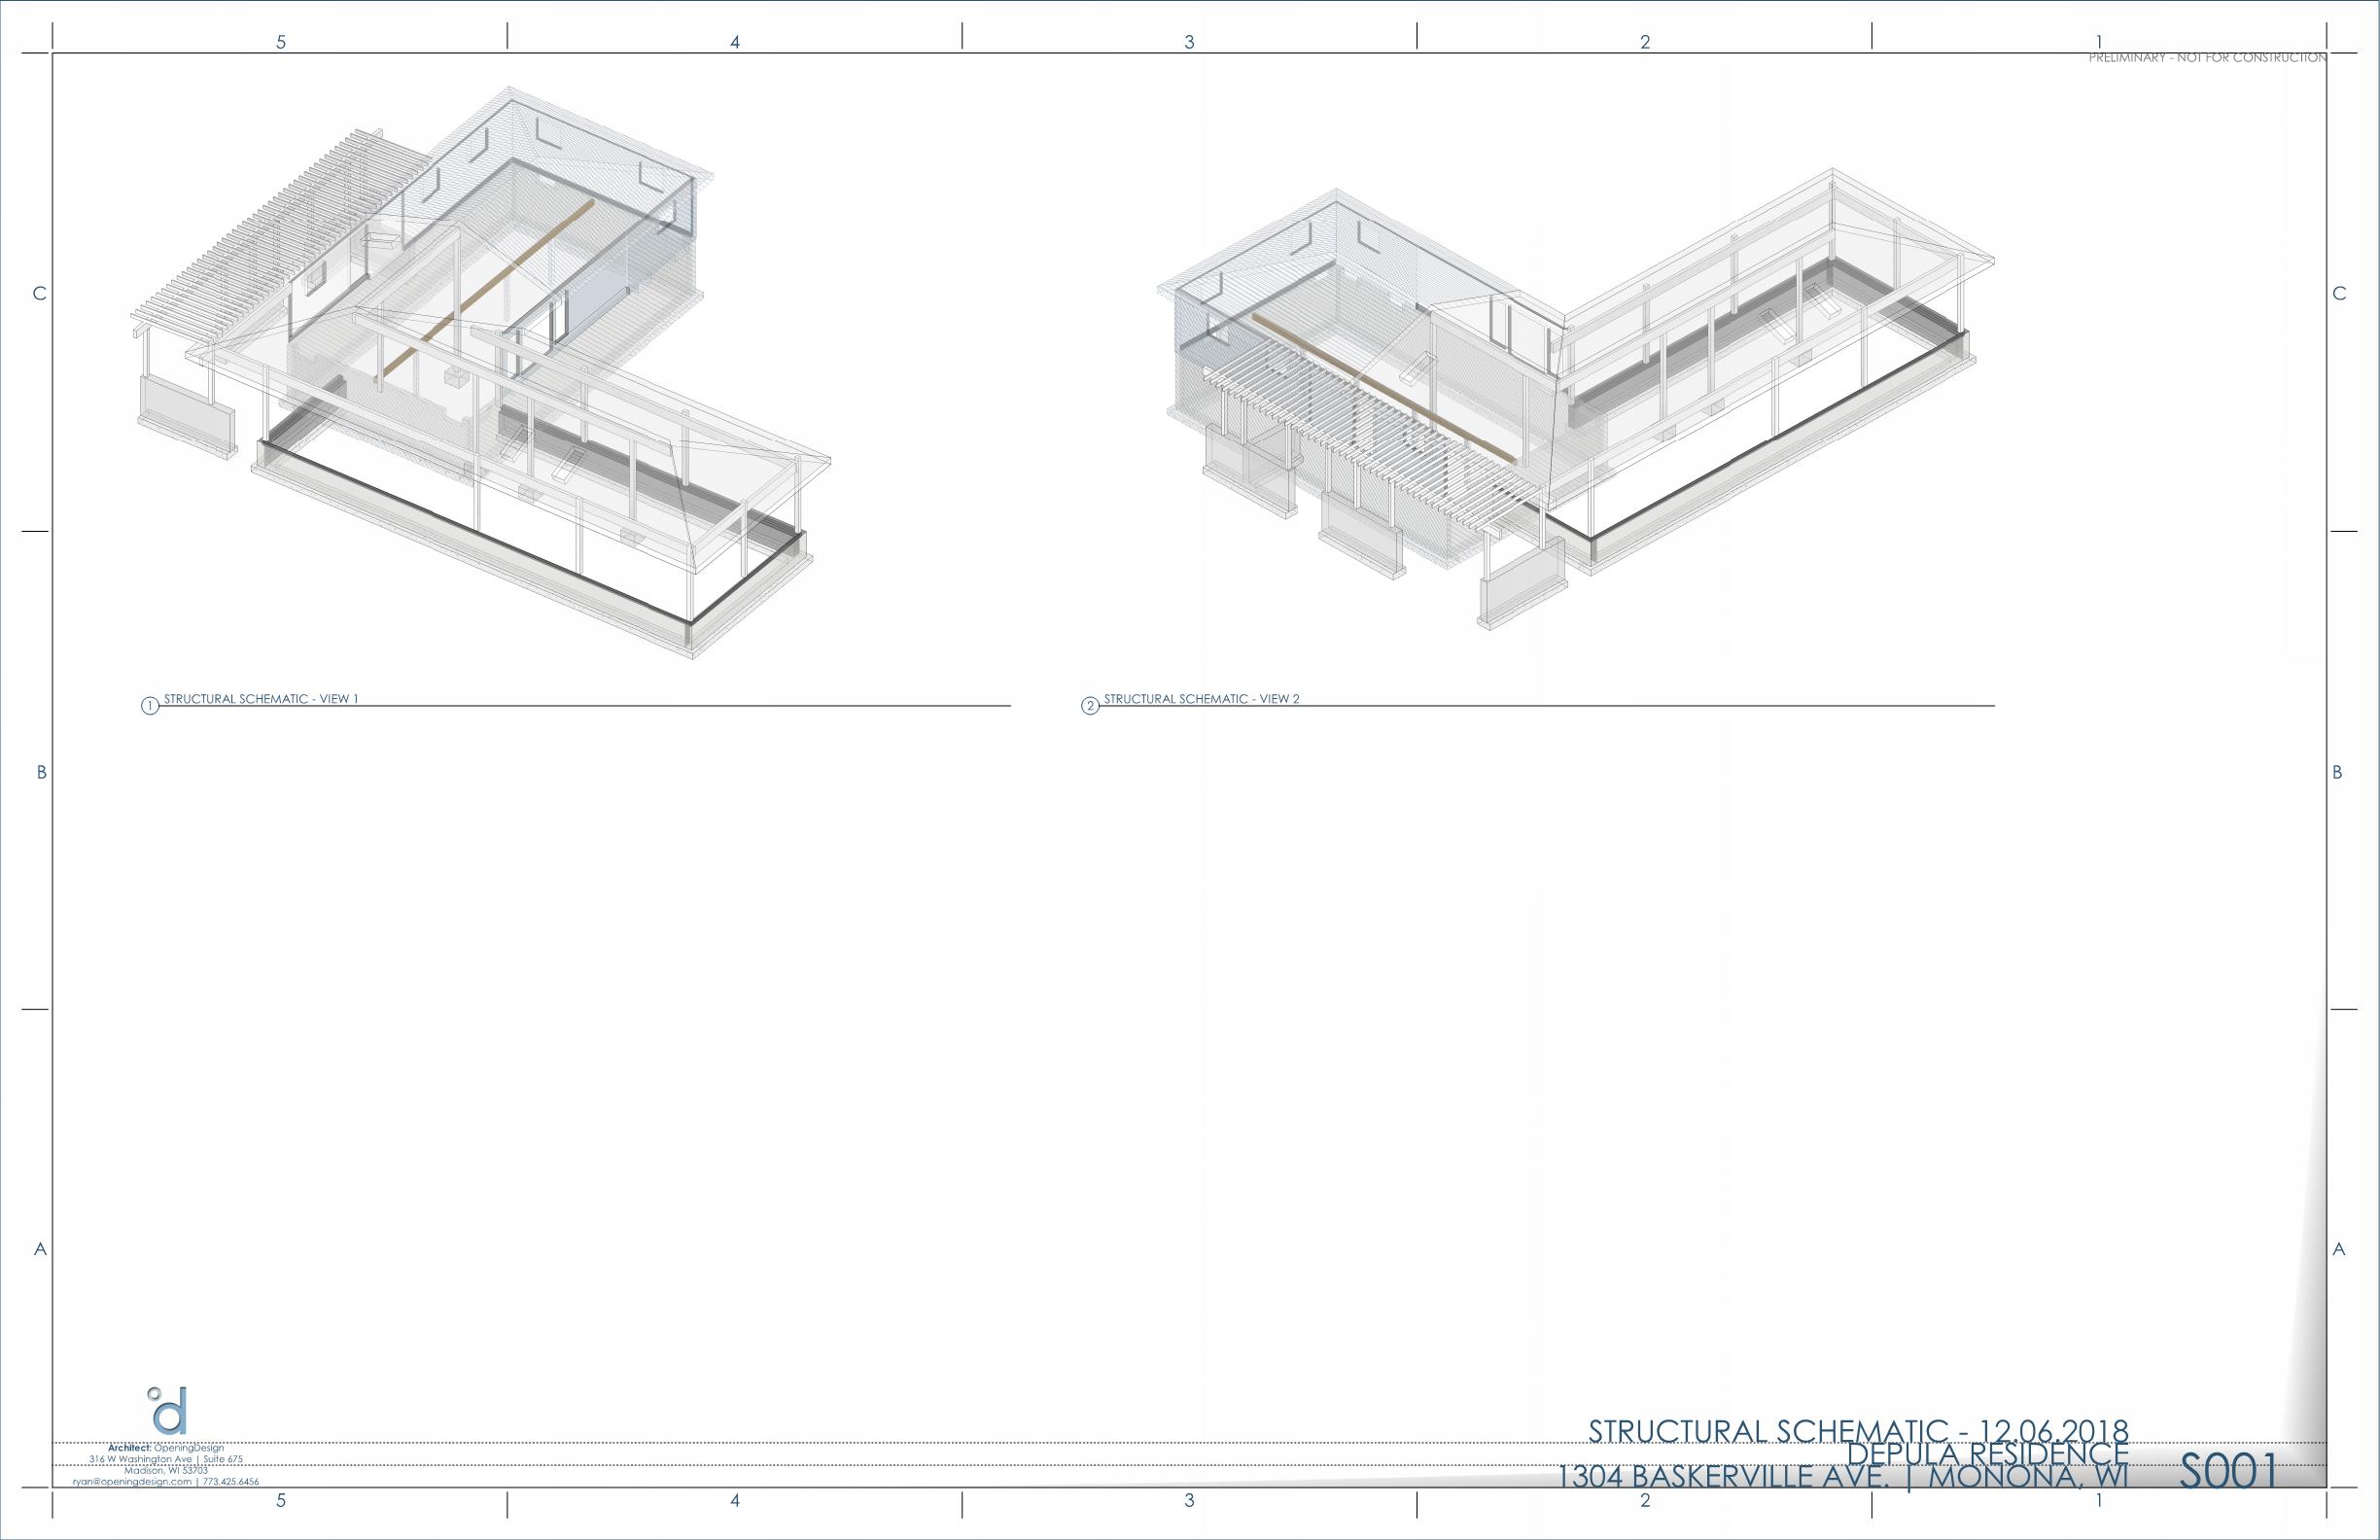 5 4 3 2 1
PRELIMINARY - NOT FOR CONSTRUCTION
C C
1 STRUCTURAL SCHEMATIC - VIEW 1
2 STRUCTURAL SCHEMATIC - VIEW 2
B B
A A
d
Architect: OpeningDesign
316 W Washington Ave | Suite 675
Madison, WI 53703
ryan@openingdesign.com | 773.425.6456
STRUCTURAL SCHEMATIC - 12.06.2018
DEPULA RESIDENCE
1304 BASKERVILLE AVE. | MONONA, WI
S001
5 4 3 2 1